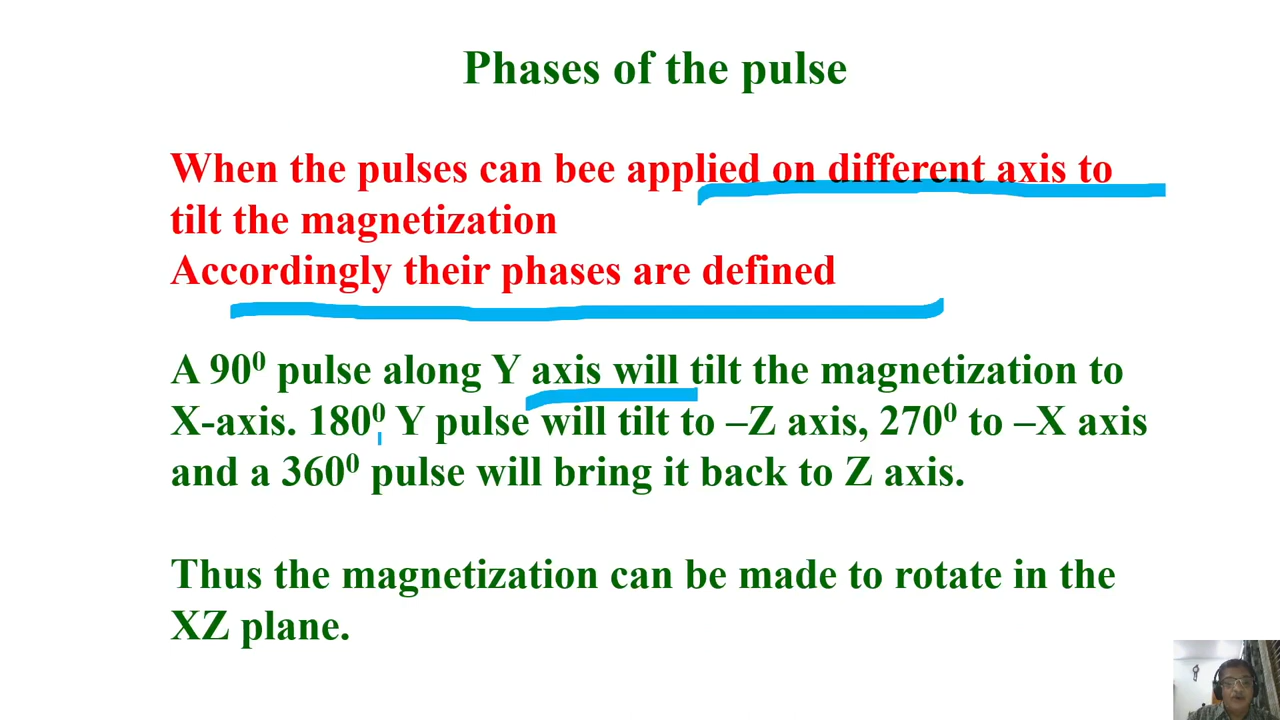 Phases of the pulse
When the pulses can bee applied on different axis to
tilt the magnetization
Accordingly their phases are defined
A 90⁰ pulse along Y axis will tilt the magnetization to
X-axis. 180⁰ Y pulse will tilt to –Z axis, 270⁰ to –X axis
and a 360⁰ pulse will bring it back to Z axis.
Thus the magnetization can be made to rotate in the
XZ plane.